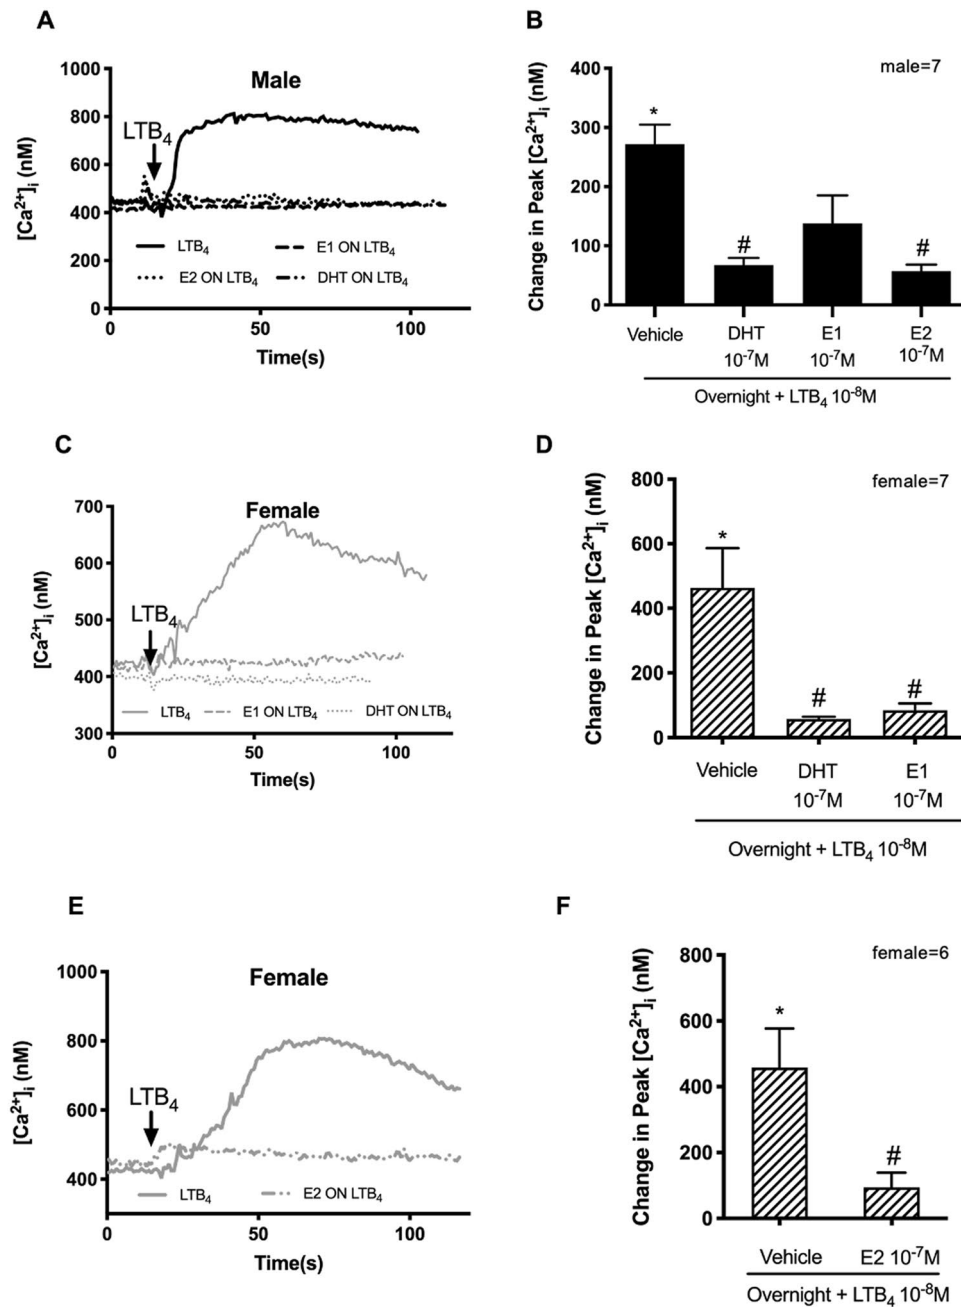 A
Male
[Ca²⁺]ᵢ (nM)
1000
800
600
400
200
0
LTB₄
LTB₄
E1 ON LTB₄
E2 ON LTB₄
DHT ON LTB₄
0
50
100
Time(s)
B
male=7
Change in Peak [Ca²⁺]ᵢ (nM)
400
300
200
100
0
*
#
#
Vehicle
DHT
10⁻⁷M
E1
10⁻⁷M
E2
10⁻⁷M
Overnight + LTB₄ 10⁻⁸M
C
Female
[Ca²⁺]ᵢ (nM)
700
600
500
400
300
LTB₄
LTB₄
E1 ON LTB₄
DHT ON LTB₄
0
50
100
Time(s)
D
female=7
Change in Peak [Ca²⁺]ᵢ (nM)
800
600
400
200
0
*
#
#
Vehicle
DHT
10⁻⁷M
E1
10⁻⁷M
Overnight + LTB₄ 10⁻⁸M
E
Female
[Ca²⁺]ᵢ (nM)
1000
800
600
400
LTB₄
LTB₄
E2 ON LTB₄
0
50
100
Time(s)
F
female=6
Change in Peak [Ca²⁺]ᵢ (nM)
800
600
400
200
0
*
#
Vehicle
E2 10⁻⁷M
Overnight + LTB₄ 10⁻⁸M